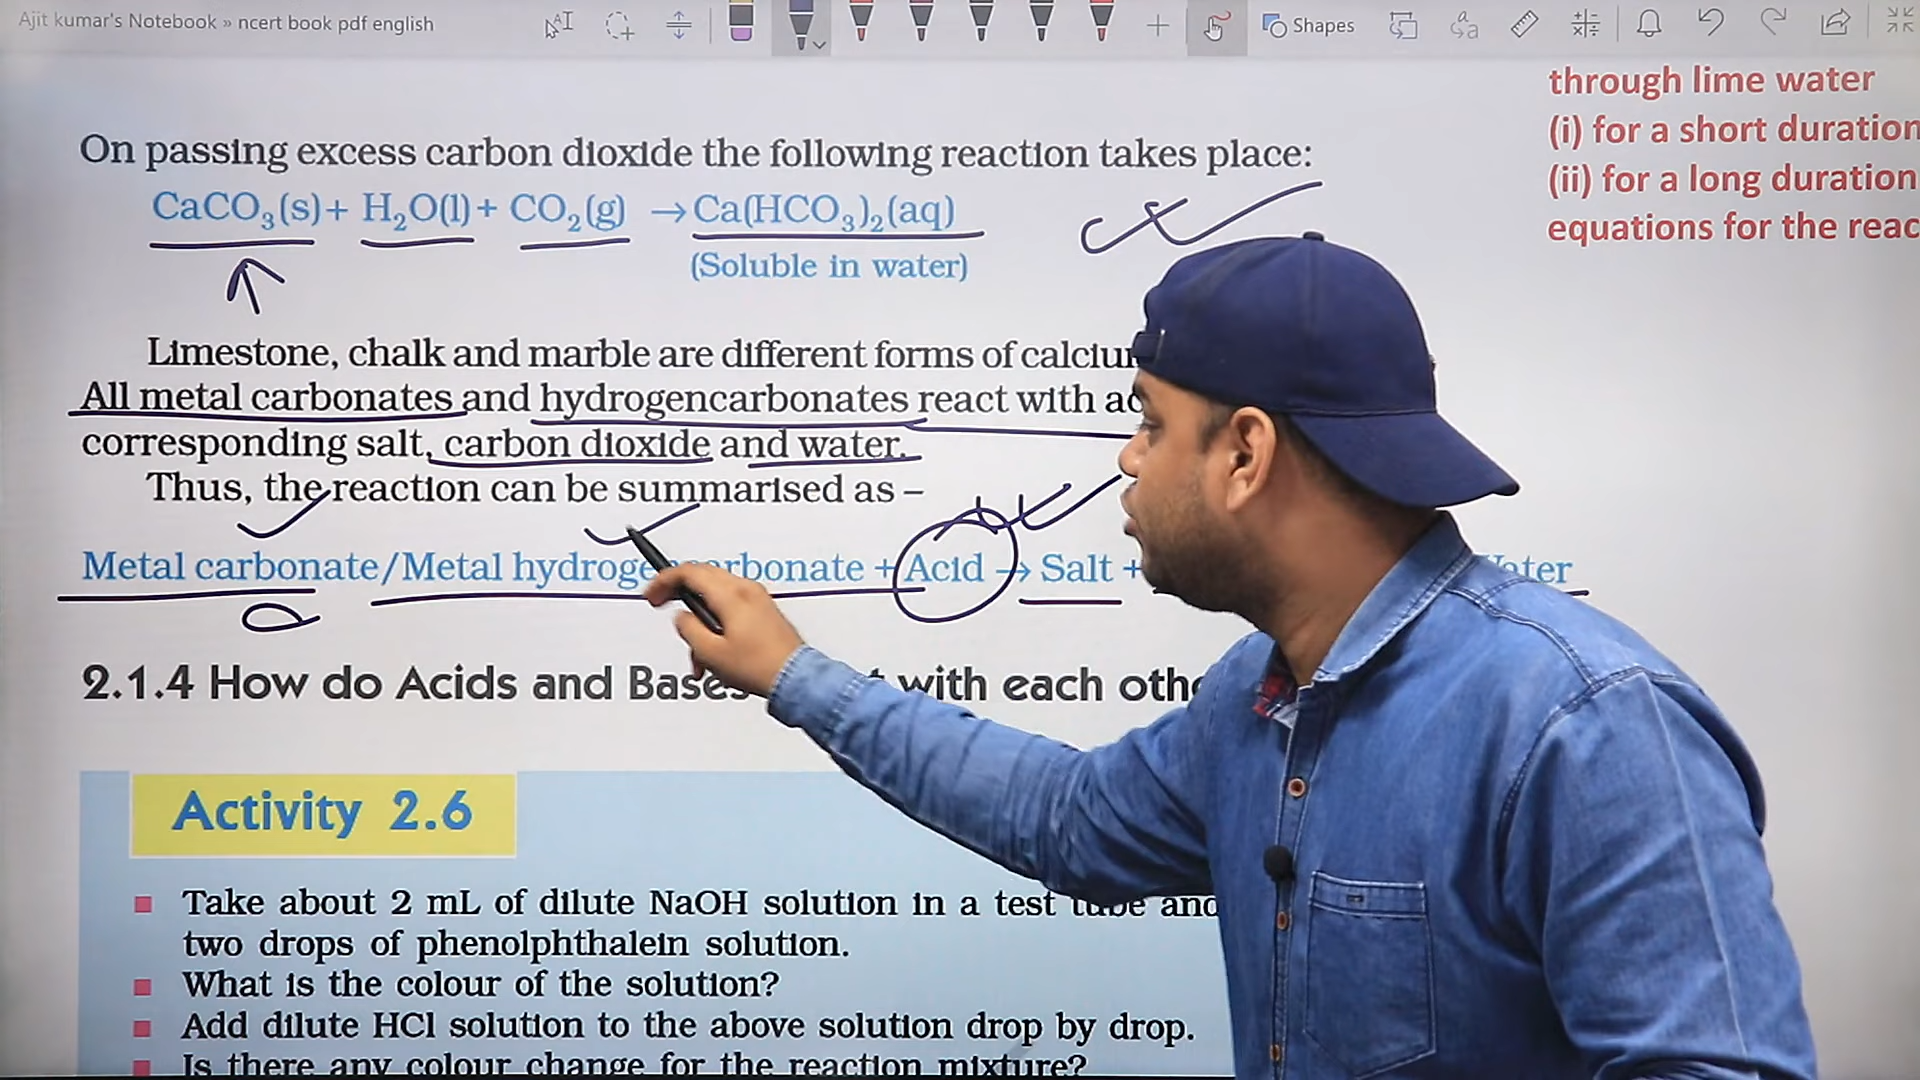 Ajit kumar's Notebook » ncert book pdf english
Shapes
through lime water
(i) for a short duration
(ii) for a long duration
equations for the reac
On passing excess carbon dioxide the following reaction takes place:
CaCO₃(s) + H₂O(l) + CO₂(g) → Ca(HCO₃)₂(aq)
(Soluble in water)
Limestone, chalk and marble are different forms of calciu
All metal carbonates and hydrogencarbonates react with ac
corresponding salt, carbon dioxide and water.
Thus, the reaction can be summarised as –
Metal carbonate/Metal hydroge carbonate + Acid → Salt + Water
2.1.4 How do Acids and Bases t with each othe
Activity 2.6
Take about 2 mL of dilute NaOH solution in a test tube and
two drops of phenolphthalein solution.
What is the colour of the solution?
Add dilute HCl solution to the above solution drop by drop.
Is there any colour change for the reaction mixture?